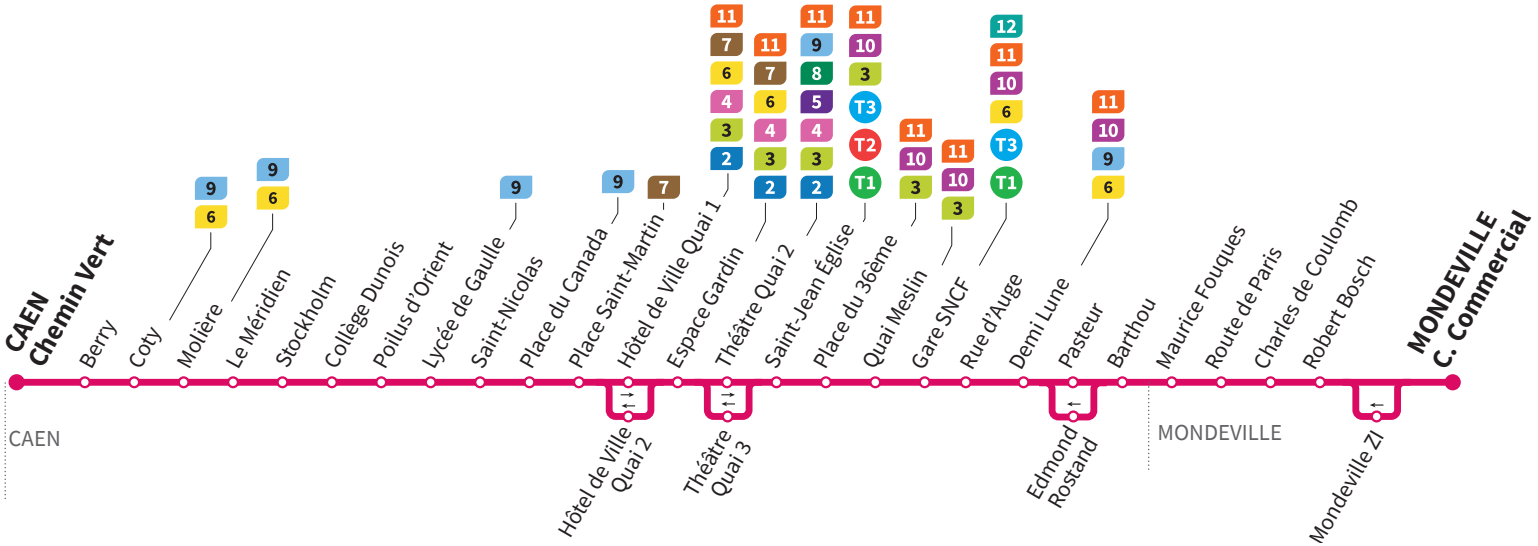 11
7
6
4
3
2
11
7
6
4
3
2
11
9
8
5
4
3
2
11
10
3
T3
T2
T1
11
10
3
11
10
3
12
11
10
6
T3
T1
11
10
9
6
9
6
9
6
9
9
7
CAEN
Chemin Vert
Berry
Coty
Molière
Le Méridien
Stockholm
Collège Dunois
Poilus d'Orient
Lycée de Gaulle
Saint-Nicolas
Place du Canada
Place Saint-Martin
Hôtel de Ville Quai 1
Espace Gardin
Théâtre Quai 2
Saint-Jean Église
Place du 36ème
Quai Meslin
Gare SNCF
Rue d'Auge
Demi Lune
Pasteur
Barthou
Maurice Fouques
Route de Paris
Charles de Coulomb
Robert Bosch
MONDEVILLE
C. Commercial
CAEN
Hôtel de Ville
Quai 2
Théâtre
Quai 3
Edmond
Rostand
MONDEVILLE
Mondeville ZI